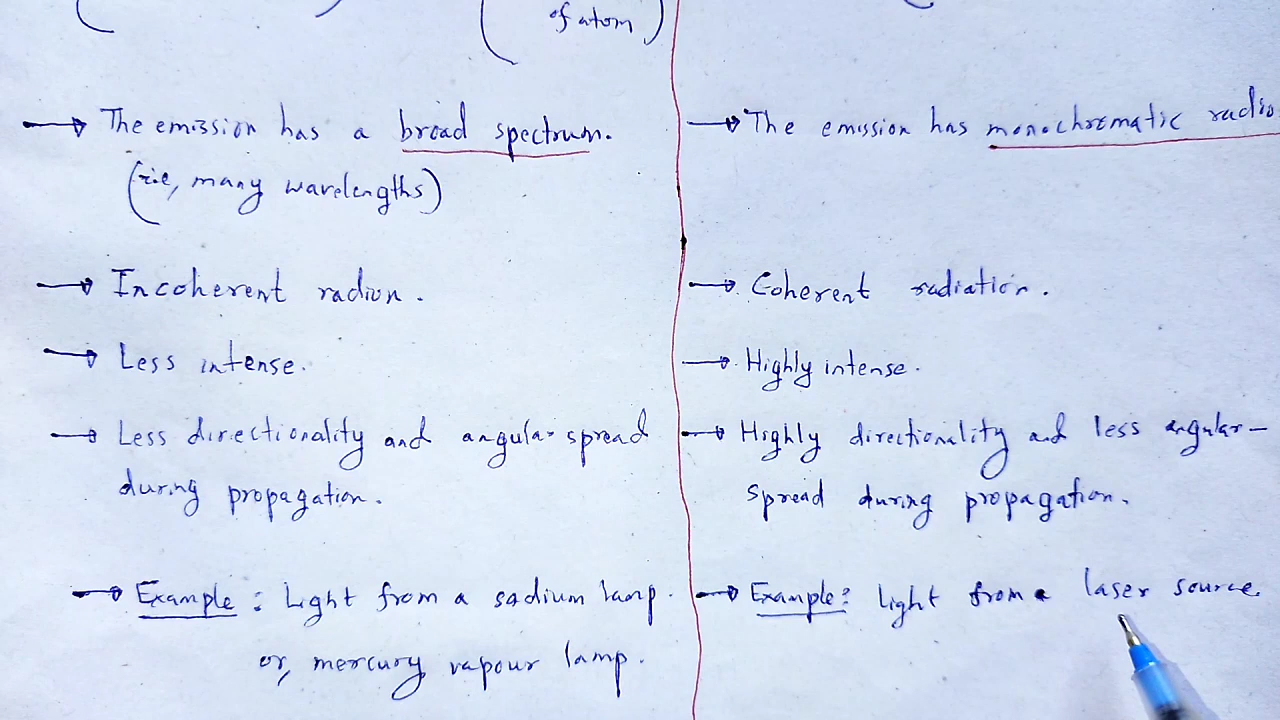 of atom)
→ The emission has a broad spectrum.
(i.e, many wavelengths)
→ Incoherent radion.
→ Less intense.
→ Less directionality and angular spread
during propagation.
→ Example: Light from a sodium lamp.
or, mercury vapour lamp.
→ The emission has monochromatic radio
→ Coherent radiation.
→ Highly intense.
→ Highly directionality and less angular-
spread during propagation.
→ Example: Light from a laser source.